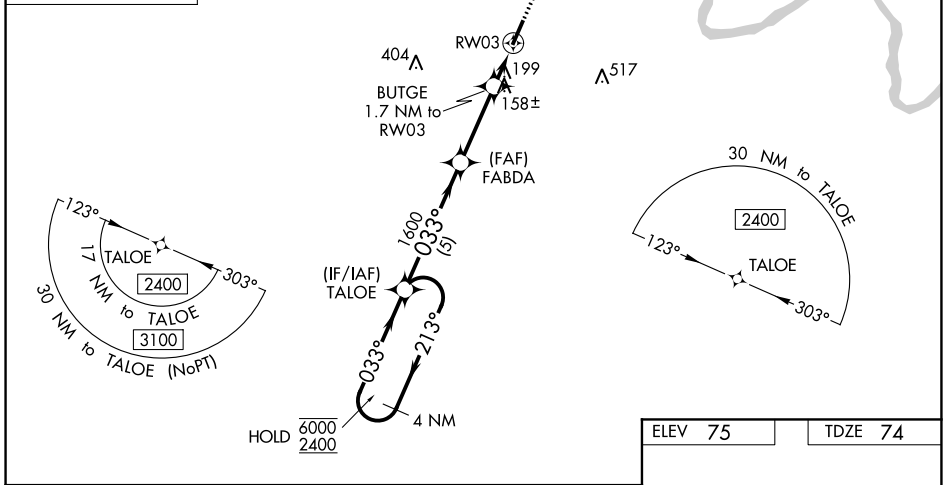 RW03
404
199
517
BUTGE
1.7 NM to
RW03
158±
(FAF)
FABDA
30 NM to TALOE
2400
123°
TALOE
303°
123°
TALOE
303°
2400
17 NM to TALOE
3100
30 NM to TALOE (NoPT)
1600
033°
(5)
(IF/IAF)
TALOE
033°
213°
4 NM
HOLD
6000
2400
ELEV 75
TDZE 74